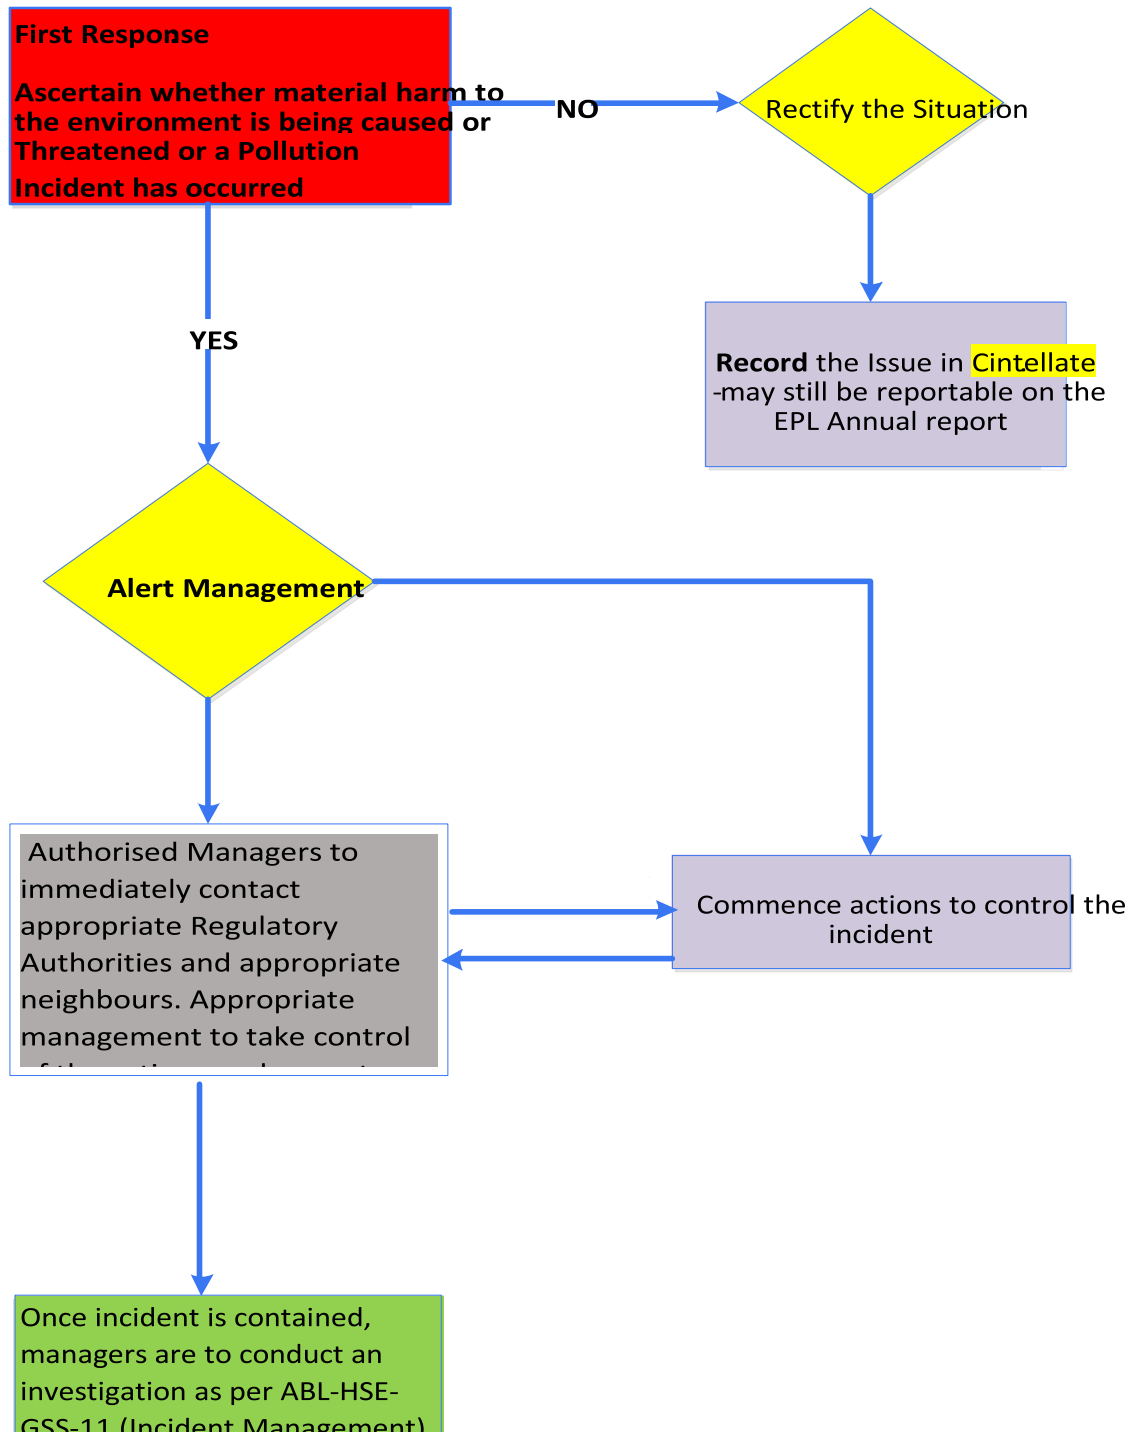 First Response
Ascertain whether material harm to
the environment is being caused or
Threatened or a Pollution
Incident has occurred
NO
Rectify the Situation
YES
Record the Issue in Cintellate
-may still be reportable on the
EPL Annual report
Alert Management
Authorised Managers to
immediately contact
appropriate Regulatory
Authorities and appropriate
neighbours. Appropriate
management to take control
Commence actions to control the
incident
Once incident is contained,
managers are to conduct an
investigation as per ABL-HSE-
GSS-11 (Incident Management)